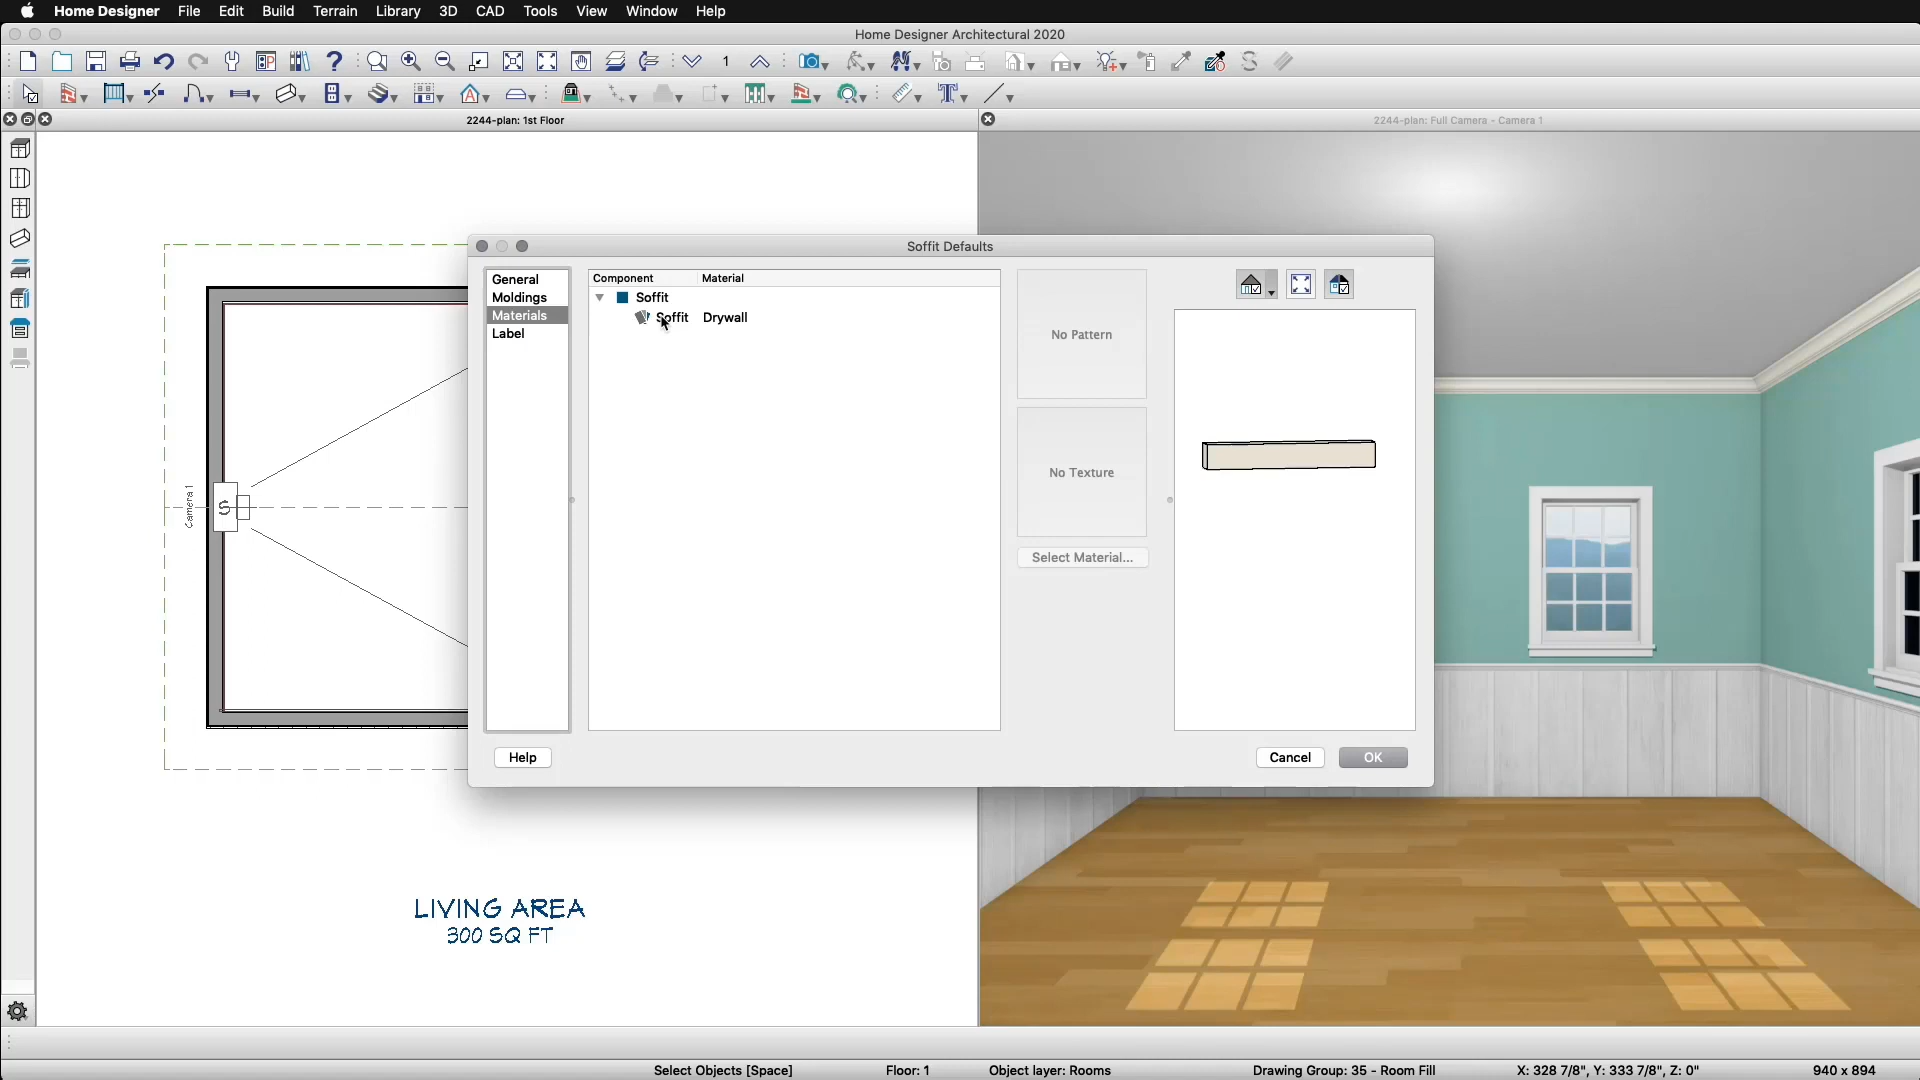 Home Designer File Edit Build Terrain Library 3D CAD Tools View Window Help
Home Designer Architectural 2020
1
2244-plan: 1st Floor
2244-plan: Full Camera - Camera 1
Soffit Defaults
General
Moldings
Materials
Label
Component Material
Soffit
Soffit Drywall
No Pattern
No Texture
Select Material...
Help
Cancel
OK
Camera 1
S
LIVING AREA
300 SQ FT
Select Objects [Space] Floor: 1 Object layer: Rooms Drawing Group: 35 - Room Fill X: 328 7/8", Y: 333 7/8", Z: 0" 940 x 894